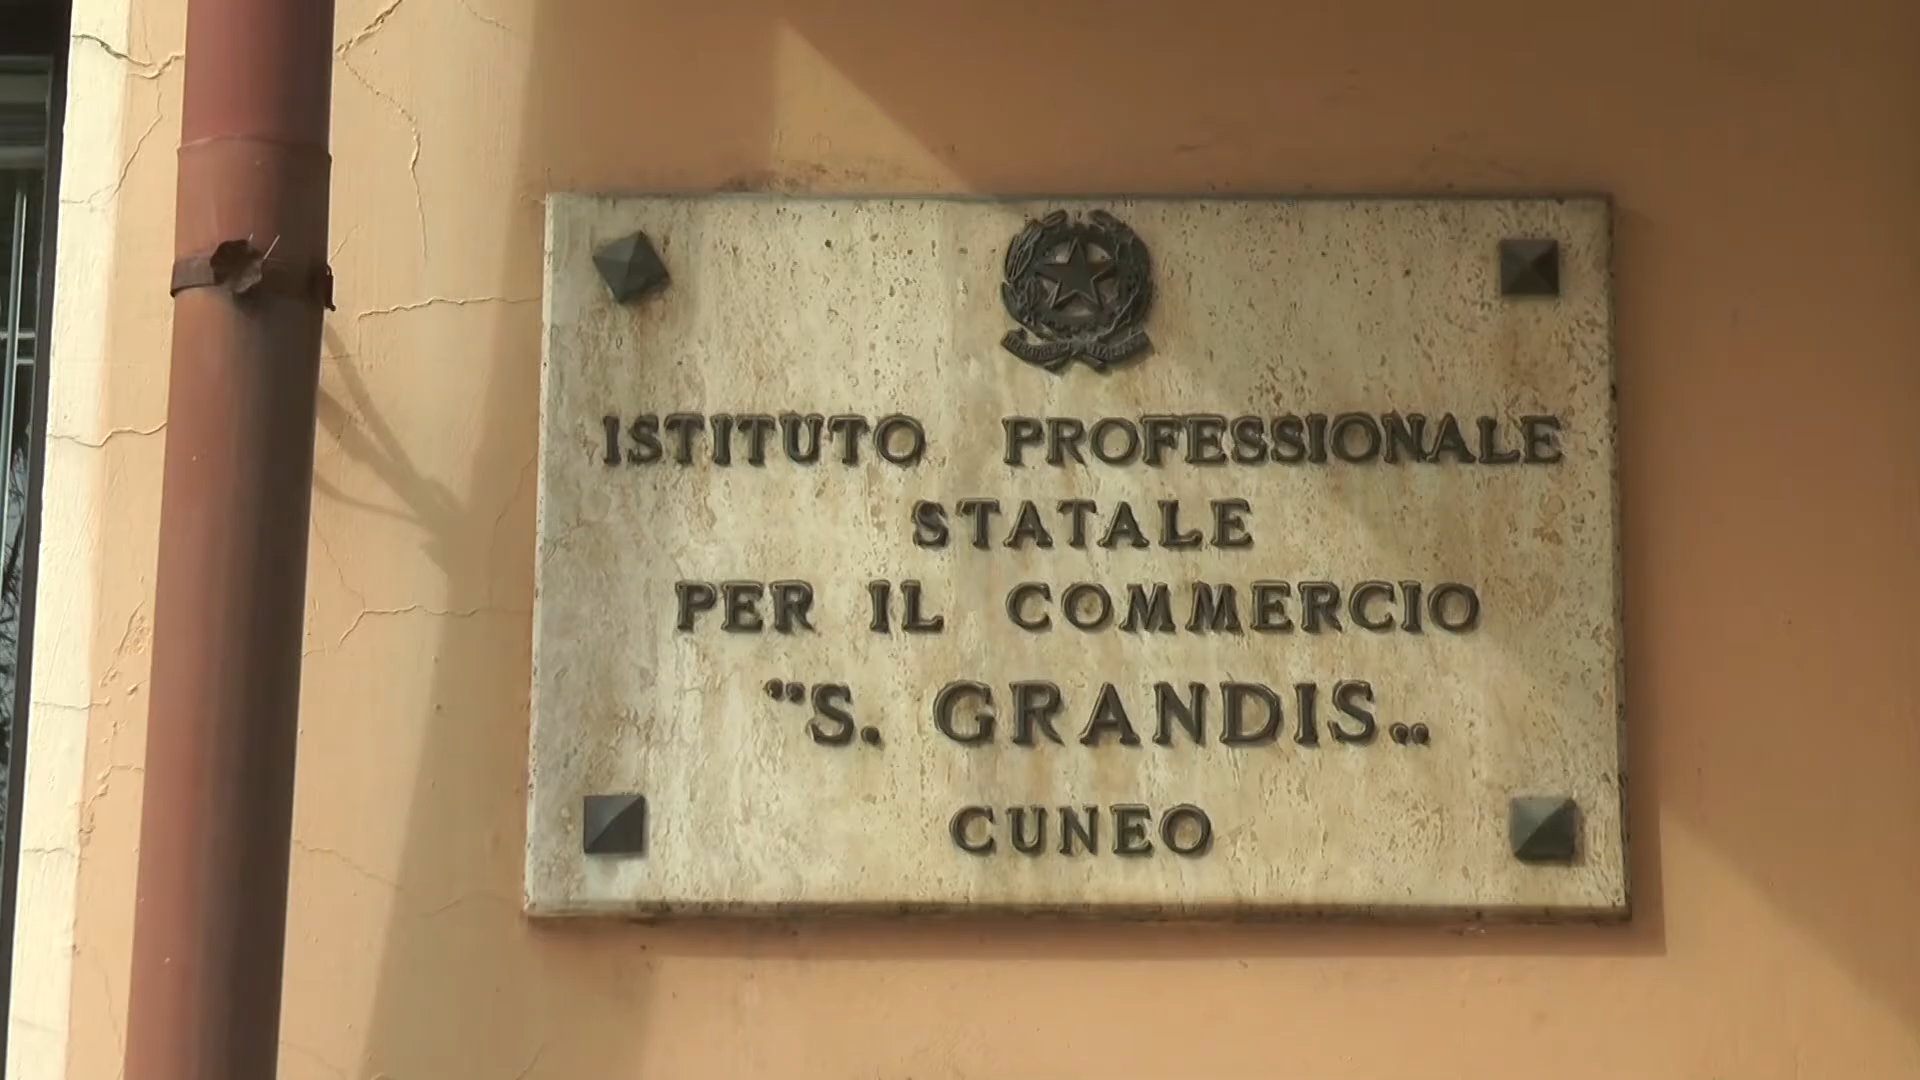 ISTITUTO PROFESSIONALE
STATALE
PER IL COMMERCIO
"S. GRANDIS„
CUNEO